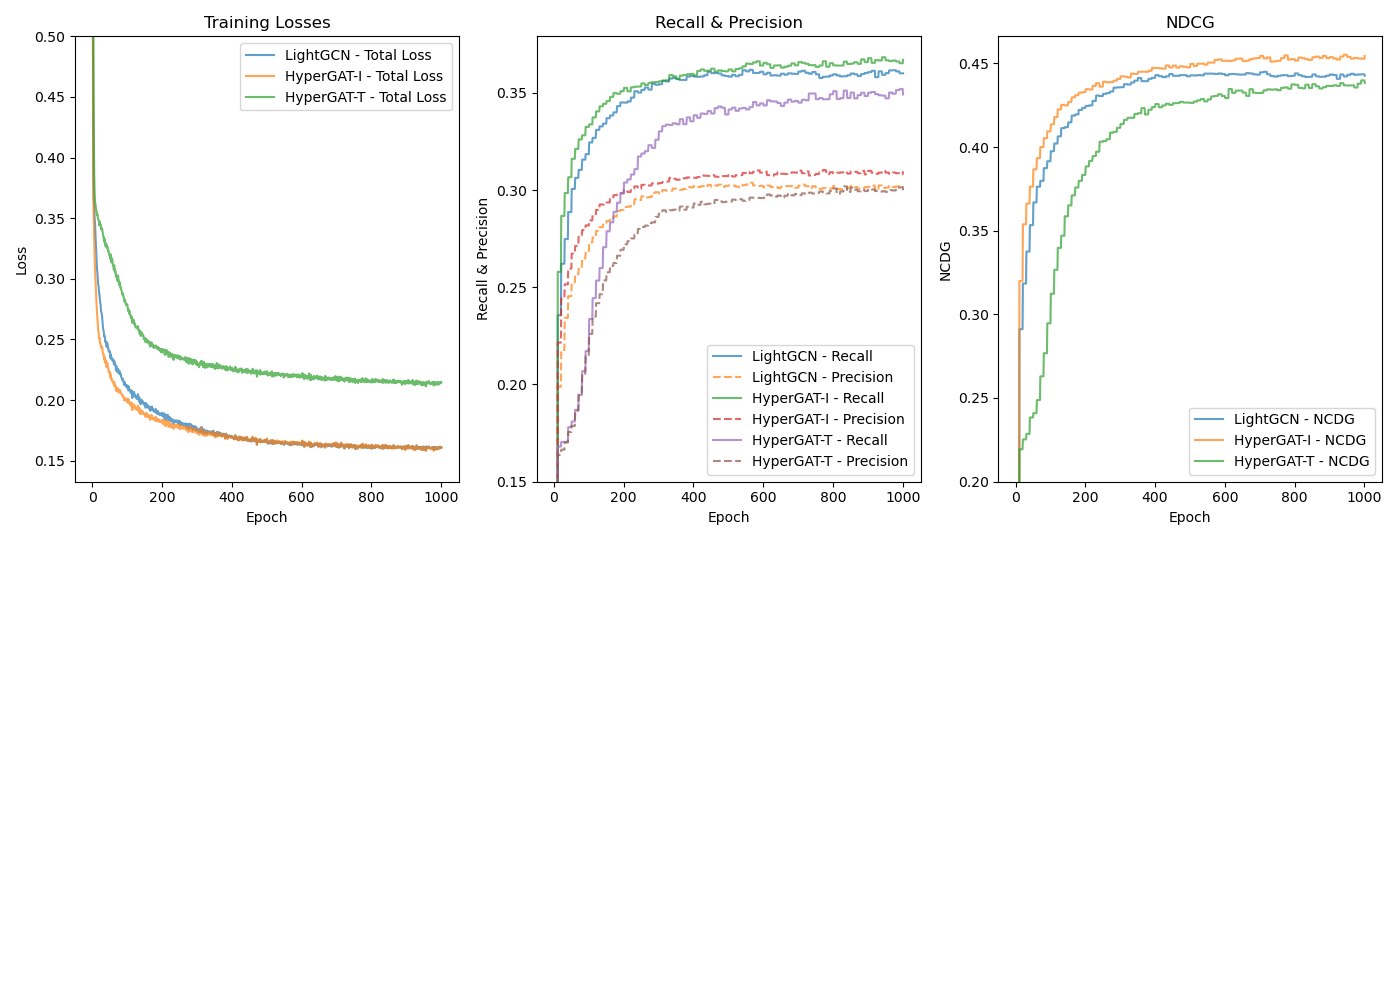 Training Losses
0.50
0.45
0.40
0.35
0.30
0.25
0.20
0.15
Loss
LightGCN - Total Loss
HyperGAT-I - Total Loss
HyperGAT-T - Total Loss
0 200 400 600 800 1000
Epoch
Recall & Precision
0.35
0.30
0.25
0.20
0.15
Recall & Precision
LightGCN - Recall
LightGCN - Precision
HyperGAT-I - Recall
HyperGAT-I - Precision
HyperGAT-T - Recall
HyperGAT-T - Precision
0 200 400 600 800 1000
Epoch
NDCG
0.45
0.40
0.35
0.30
0.25
0.20
NCDG
LightGCN - NCDG
HyperGAT-I - NCDG
HyperGAT-T - NCDG
0 200 400 600 800 1000
Epoch